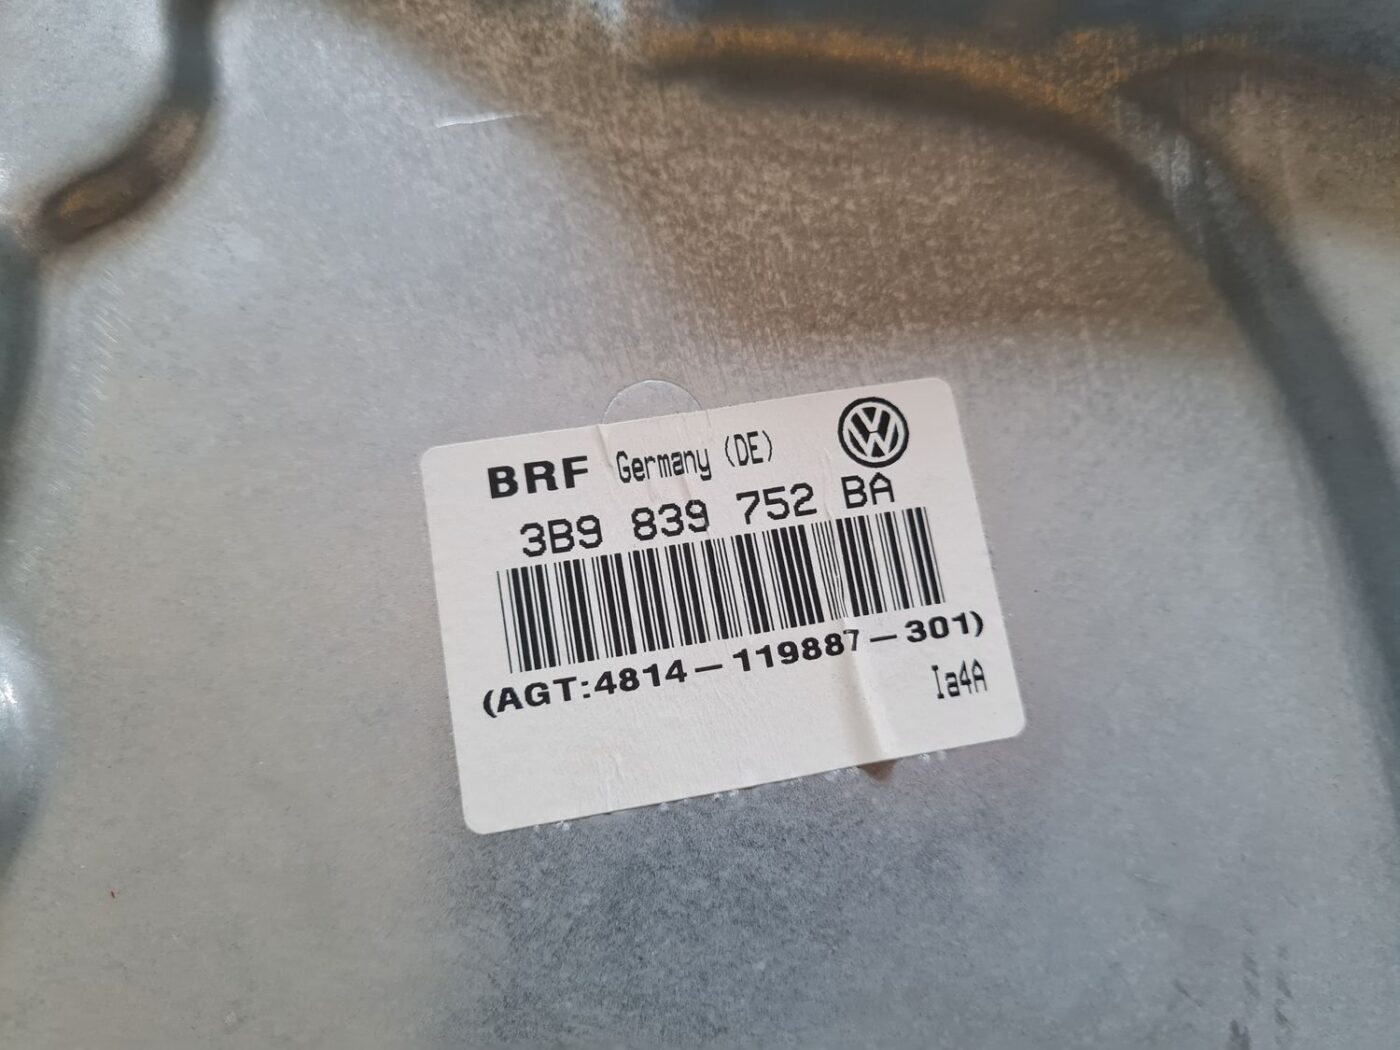 BRF Germany (DE)
3B9 839 752 BA
(AGT:4814-119887-301)
Ia4A